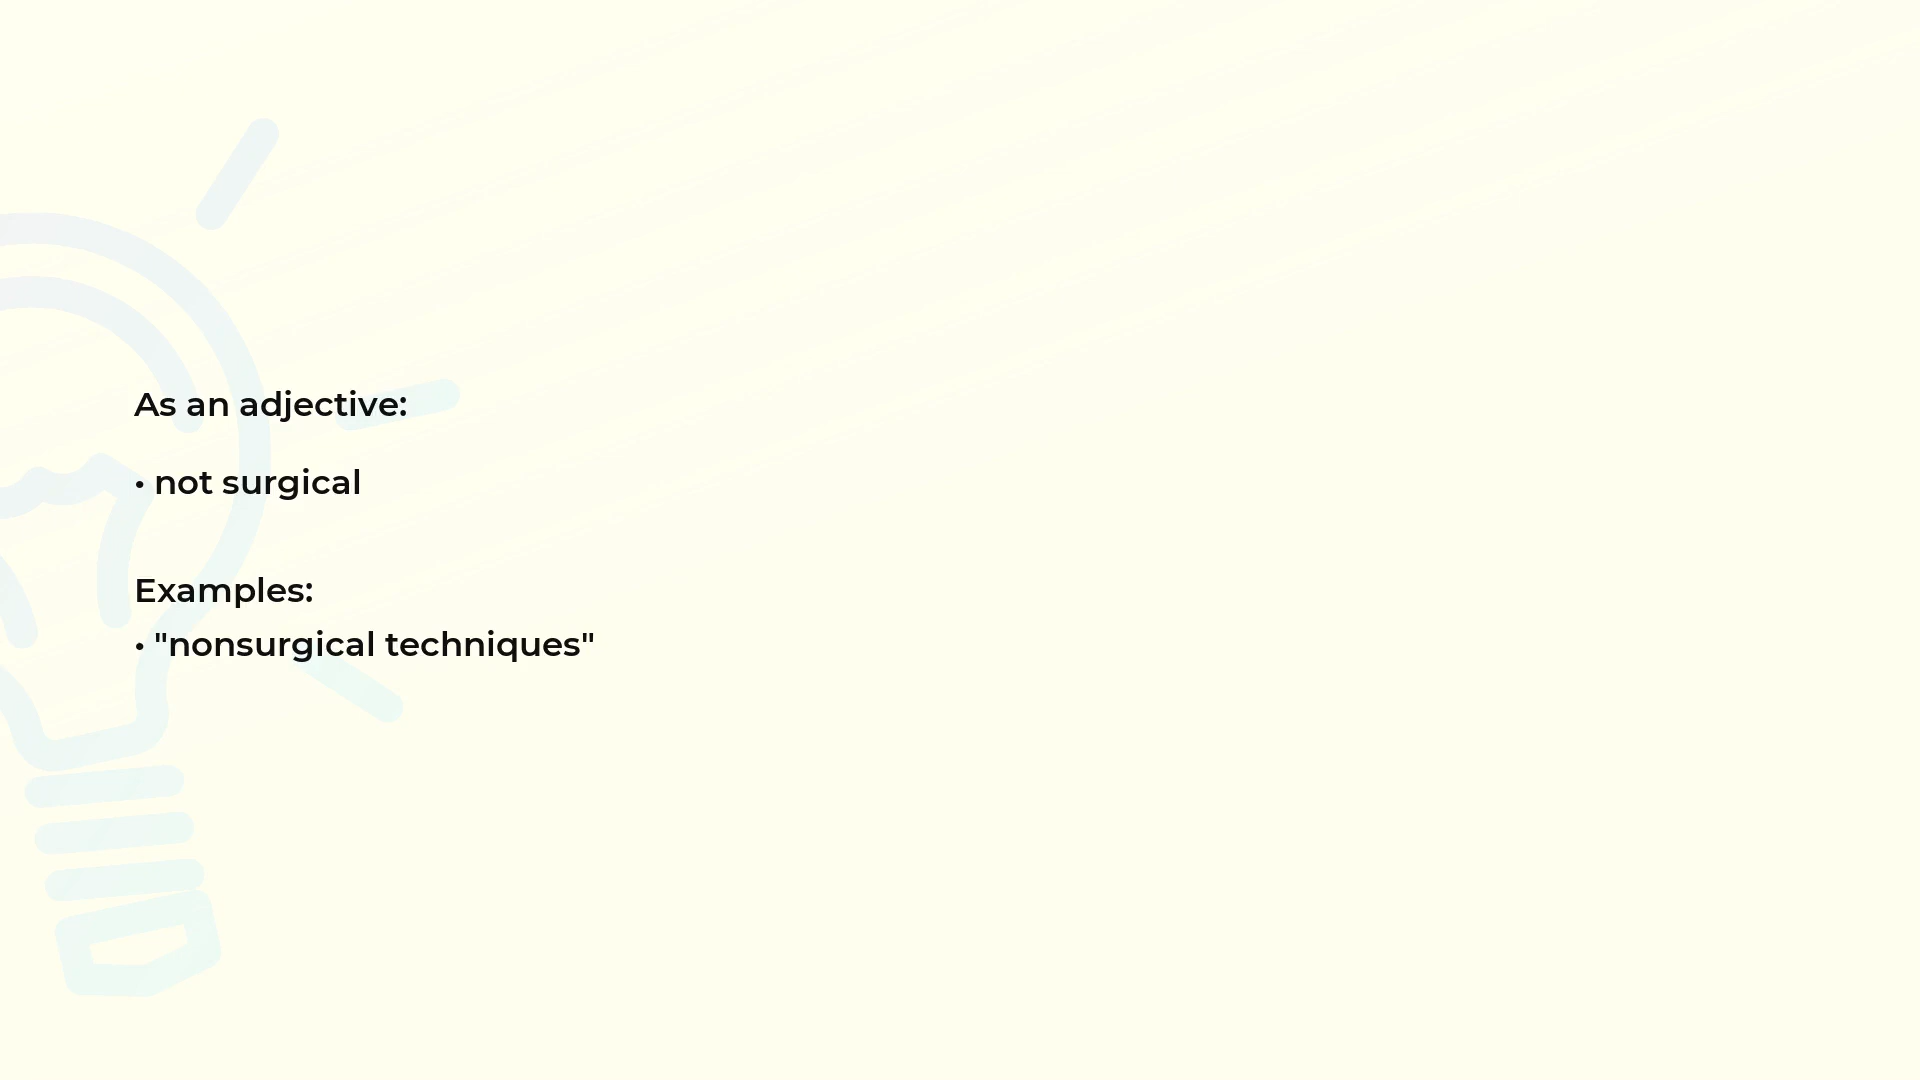 As an adjective:
• not surgical
Examples:
• "nonsurgical techniques"